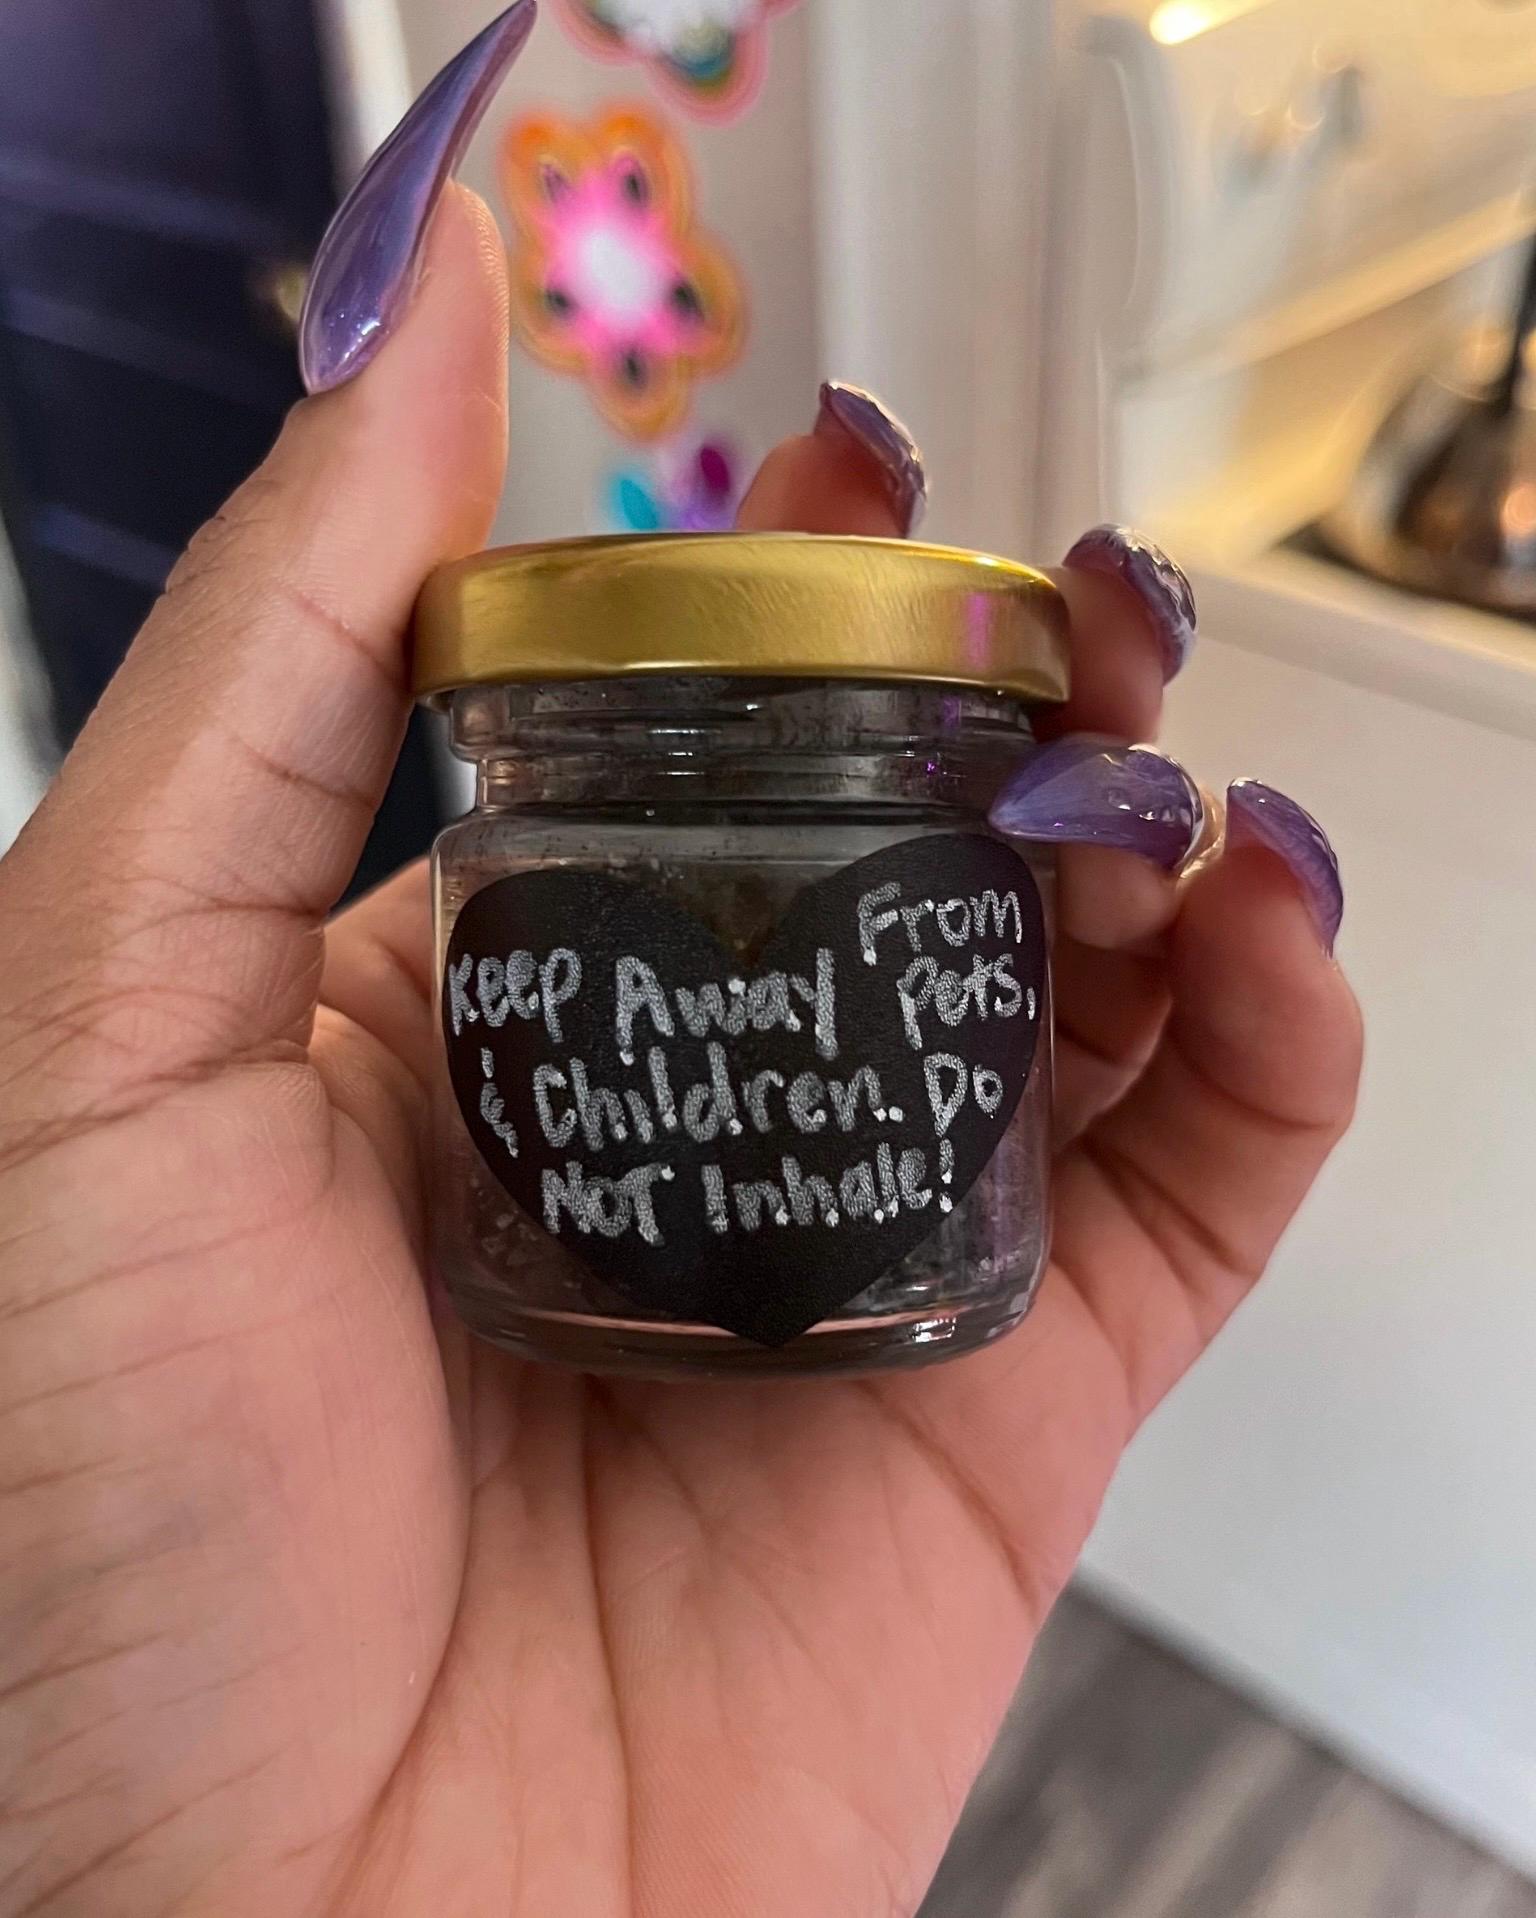 Keep Away From
Pets,
& Children. Do
NOT Inhale!